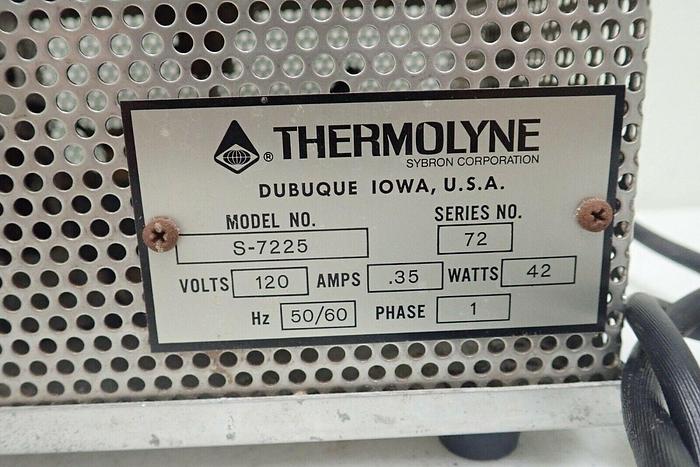 ® THERMOLYNE
SYBRON CORPORATION
DUBUQUE IOWA, U.S.A.
MODEL NO. SERIES NO.
S-7225 72
VOLTS 120 AMPS .35 WATTS 42
Hz 50/60 PHASE 1